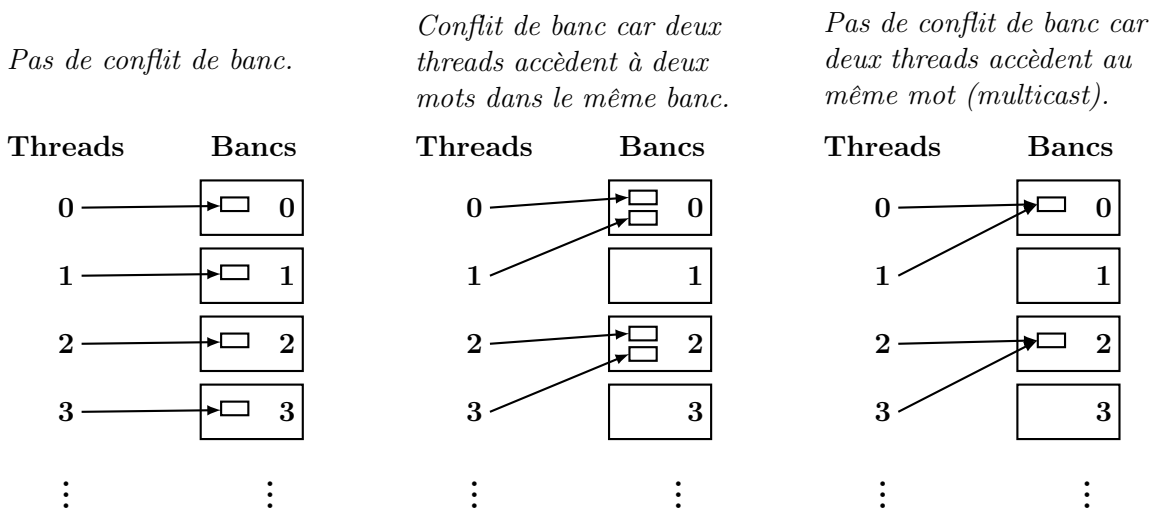 Pas de conflit de banc.
Threads Bancs
0 0
1 1
2 2
3 3
⋮ ⋮
Conflit de banc car deux
threads accèdent à deux
mots dans le même banc.
Threads Bancs
0 0
1 1
2 2
3 3
⋮ ⋮
Pas de conflit de banc car
deux threads accèdent au
même mot (multicast).
Threads Bancs
0 0
1 1
2 2
3 3
⋮ ⋮